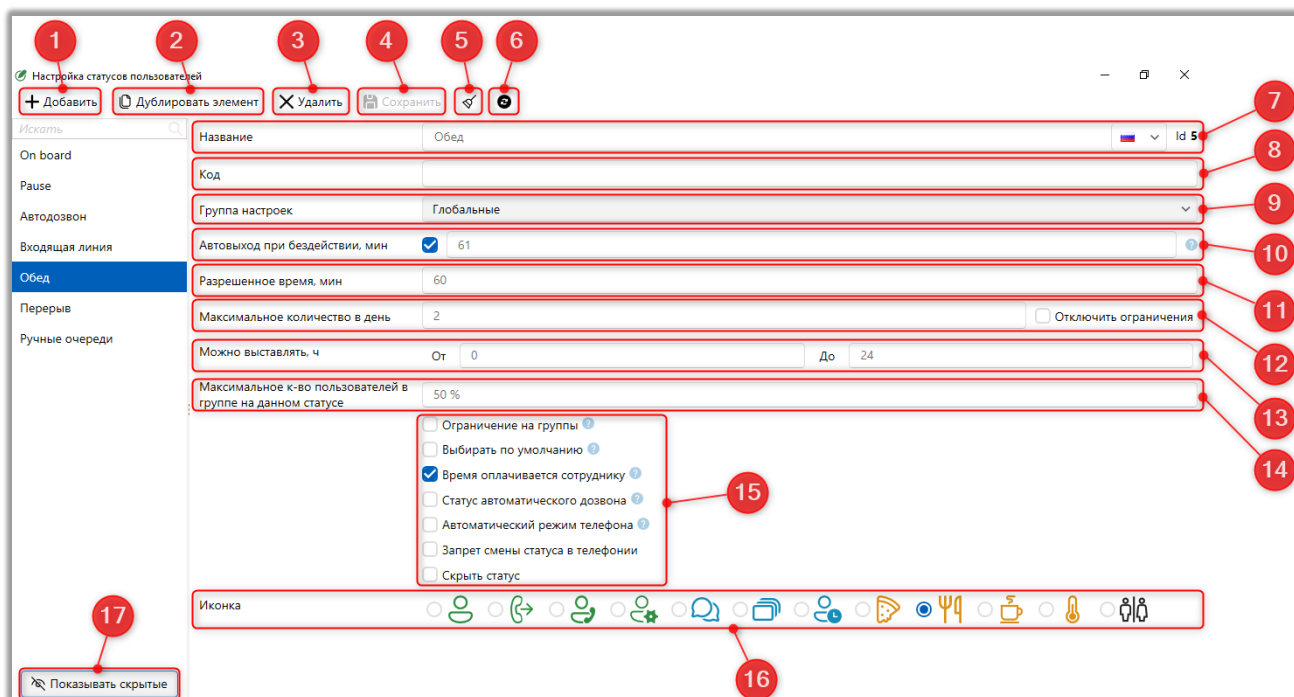 1 2 3 4 5 6
Настройка статусов пользователей
Добавить Дублировать элемент Удалить Сохранить
7
Искать
Название Обед Id 5
On board
8
Код
Pause
9
Группа настроек Глобальные
Автодозвон
Входящая линия
Автовыход при бездействии, мин 61
10
Обед
Разрешенное время, мин 60
11
Перерыв
Максимальное количество в день 2 Отключить ограничения
12
Ручные очереди
Можно выставлять, ч От 0 До 24
13
Максимальное к-во пользователей в
группе на данном статусе
50 %
14
Ограничение на группы
Выбирать по умолчанию
Время оплачивается сотруднику
15
Статус автоматического дозвона
Автоматический режим телефона
Запрет смены статуса в телефонии
Скрыть статус
Иконка
17
16
Показывать скрытые